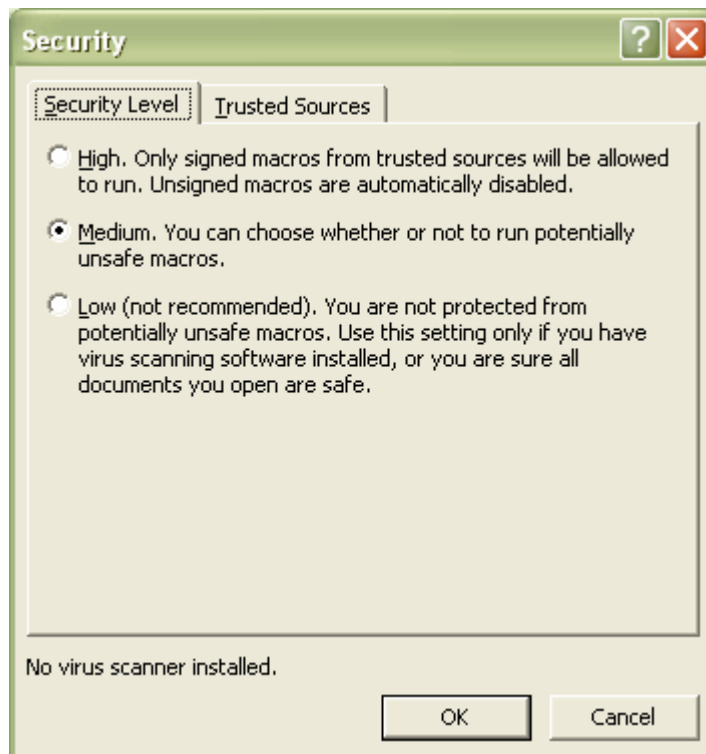 Security
Security Level
Trusted Sources
High. Only signed macros from trusted sources will be allowed
to run. Unsigned macros are automatically disabled.
Medium. You can choose whether or not to run potentially
unsafe macros.
Low (not recommended). You are not protected from
potentially unsafe macros. Use this setting only if you have
virus scanning software installed, or you are sure all
documents you open are safe.
No virus scanner installed.
OK
Cancel